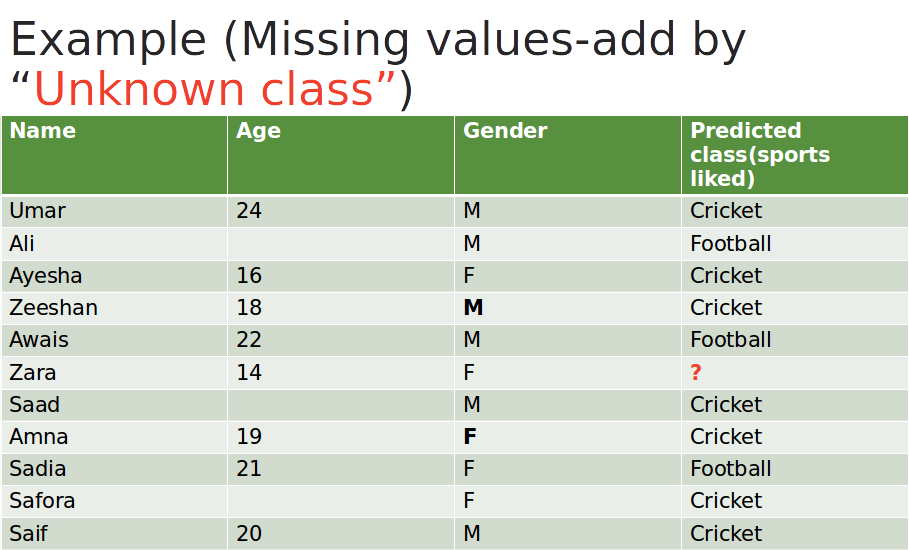 Example (Missing values-add by
“Unknown class”)
Name Age Gender Predicted
class(sports
liked)
Umar 24 M Cricket
Ali M Football
Ayesha 16 F Cricket
Zeeshan 18 M Cricket
Awais 22 M Football
Zara 14 F ?
Saad M Cricket
Amna 19 F Cricket
Sadia 21 F Football
Safora F Cricket
Saif 20 M Cricket